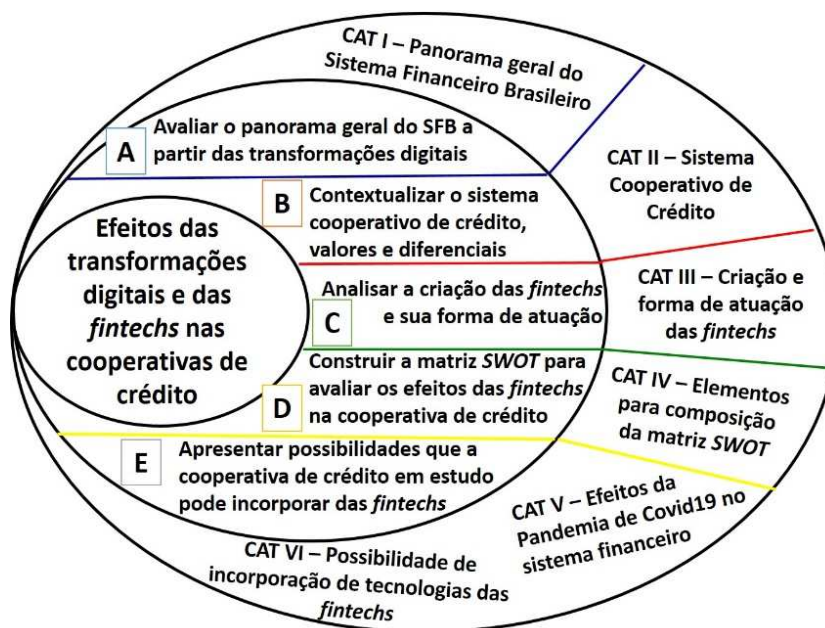 CAT I – Panorama geral do
Sistema Financeiro Brasileiro
A
Avaliar o panorama geral do SFB a
partir das transformações digitais
CAT II – Sistema
Cooperativo de
Crédito
B
Contextualizar o sistema
cooperativo de crédito,
valores e diferenciais
Efeitos das
transformações
digitais e das
fintechs nas
cooperativas de
crédito
CAT III – Criação e
forma de atuação
das fintechs
C
Analisar a criação das fintechs
e sua forma de atuação
D
Construir a matriz SWOT para
avaliar os efeitos das fintechs
na cooperativa de crédito
CAT IV – Elementos
para composição
da matriz SWOT
E
Apresentar possibilidades que a
cooperativa de crédito em estudo
pode incorporar das fintechs
CAT V – Efeitos da
Pandemia de Covid19 no
sistema financeiro
CAT VI – Possibilidade de
incorporação de tecnologias das
fintechs